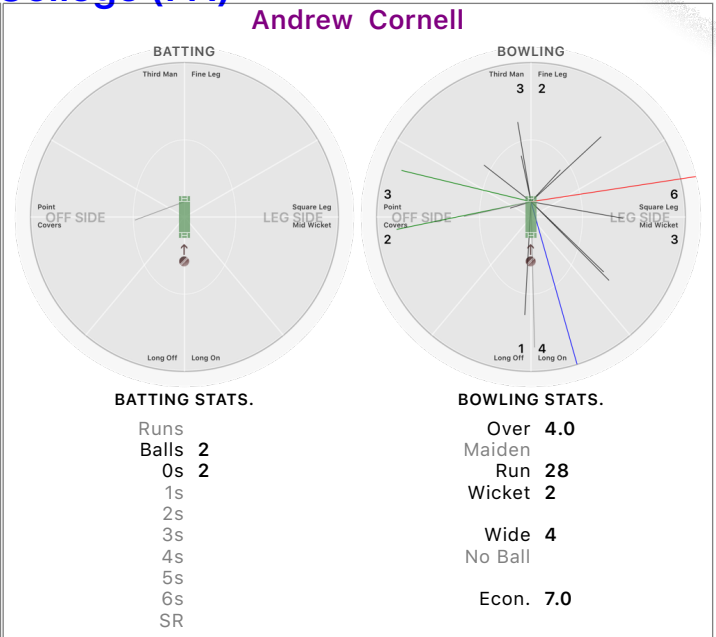 College (PA)
Andrew Cornell
BATTING
Third Man Fine Leg
Point
OFF SIDE
Covers
Square Leg
LEG SIDE
Mid Wicket
Long Off Long On
BOWLING
Third Man Fine Leg
3 2
3
Point
OFF SIDE
Covers
2
6
Square Leg
LEG SIDE
Mid Wicket
3
1 4
Long Off Long On
BATTING STATS.
Runs
Balls 2
0s 2
1s
2s
3s
4s
5s
6s
SR
BOWLING STATS.
Over 4.0
Maiden
Run 28
Wicket 2
Wide 4
No Ball
Econ. 7.0